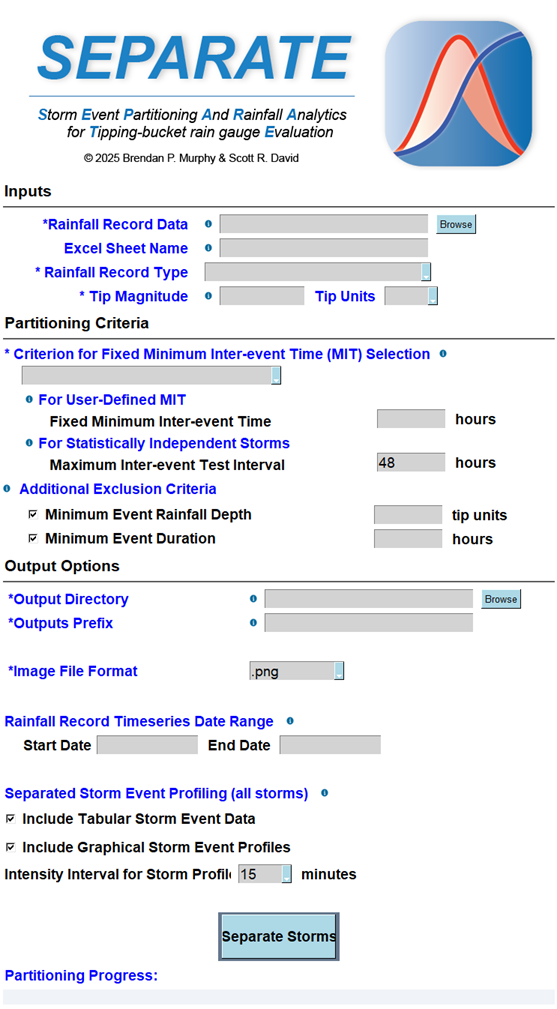 SEPARATE
Storm Event Partitioning And Rainfall Analytics
for Tipping-bucket rain gauge Evaluation
© 2025 Brendan P. Murphy & Scott R. David
Inputs
*Rainfall Record Data i Browse
Excel Sheet Name i
* Rainfall Record Type
* Tip Magnitude i Tip Units
Partitioning Criteria
* Criterion for Fixed Minimum Inter-event Time (MIT) Selection i
i For User-Defined MIT
Fixed Minimum Inter-event Time hours
i For Statistically Independent Storms
Maximum Inter-event Test Interval 48 hours
i Additional Exclusion Criteria
Minimum Event Rainfall Depth tip units
Minimum Event Duration hours
Output Options
*Output Directory i Browse
*Outputs Prefix i
*Image File Format .png
Rainfall Record Timeseries Date Range i
Start Date End Date
Separated Storm Event Profiling (all storms) i
Include Tabular Storm Event Data
Include Graphical Storm Event Profiles
Intensity Interval for Storm Profil 15 minutes
Separate Storms
Partitioning Progress: